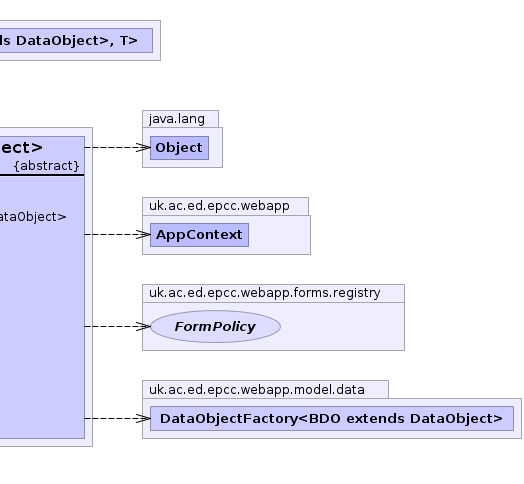 ls DataObject>, T>
java.lang
Object
ect>
{abstract}
uk.ac.ed.epcc.webapp
AppContext
ataObject>
uk.ac.ed.epcc.webapp.forms.registry
FormPolicy
uk.ac.ed.epcc.webapp.model.data
DataObjectFactory<BDO extends DataObject>